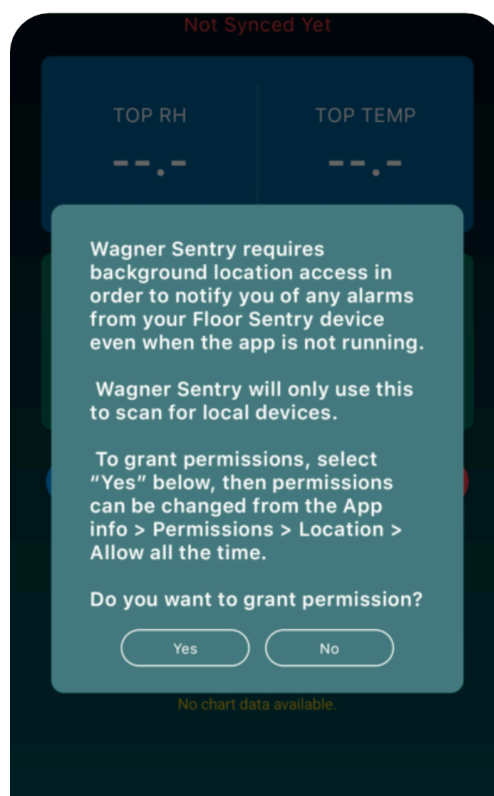 Not Synced Yet
TOP RH
TOP TEMP
--.-
--.-
Wagner Sentry requires
background location access in
order to notify you of any alarms
from your Floor Sentry device
even when the app is not running.
Wagner Sentry will only use this
to scan for local devices.
To grant permissions, select
“Yes” below, then permissions
can be changed from the App
info > Permissions > Location >
Allow all the time.
Do you want to grant permission?
Yes
No
No chart data available.